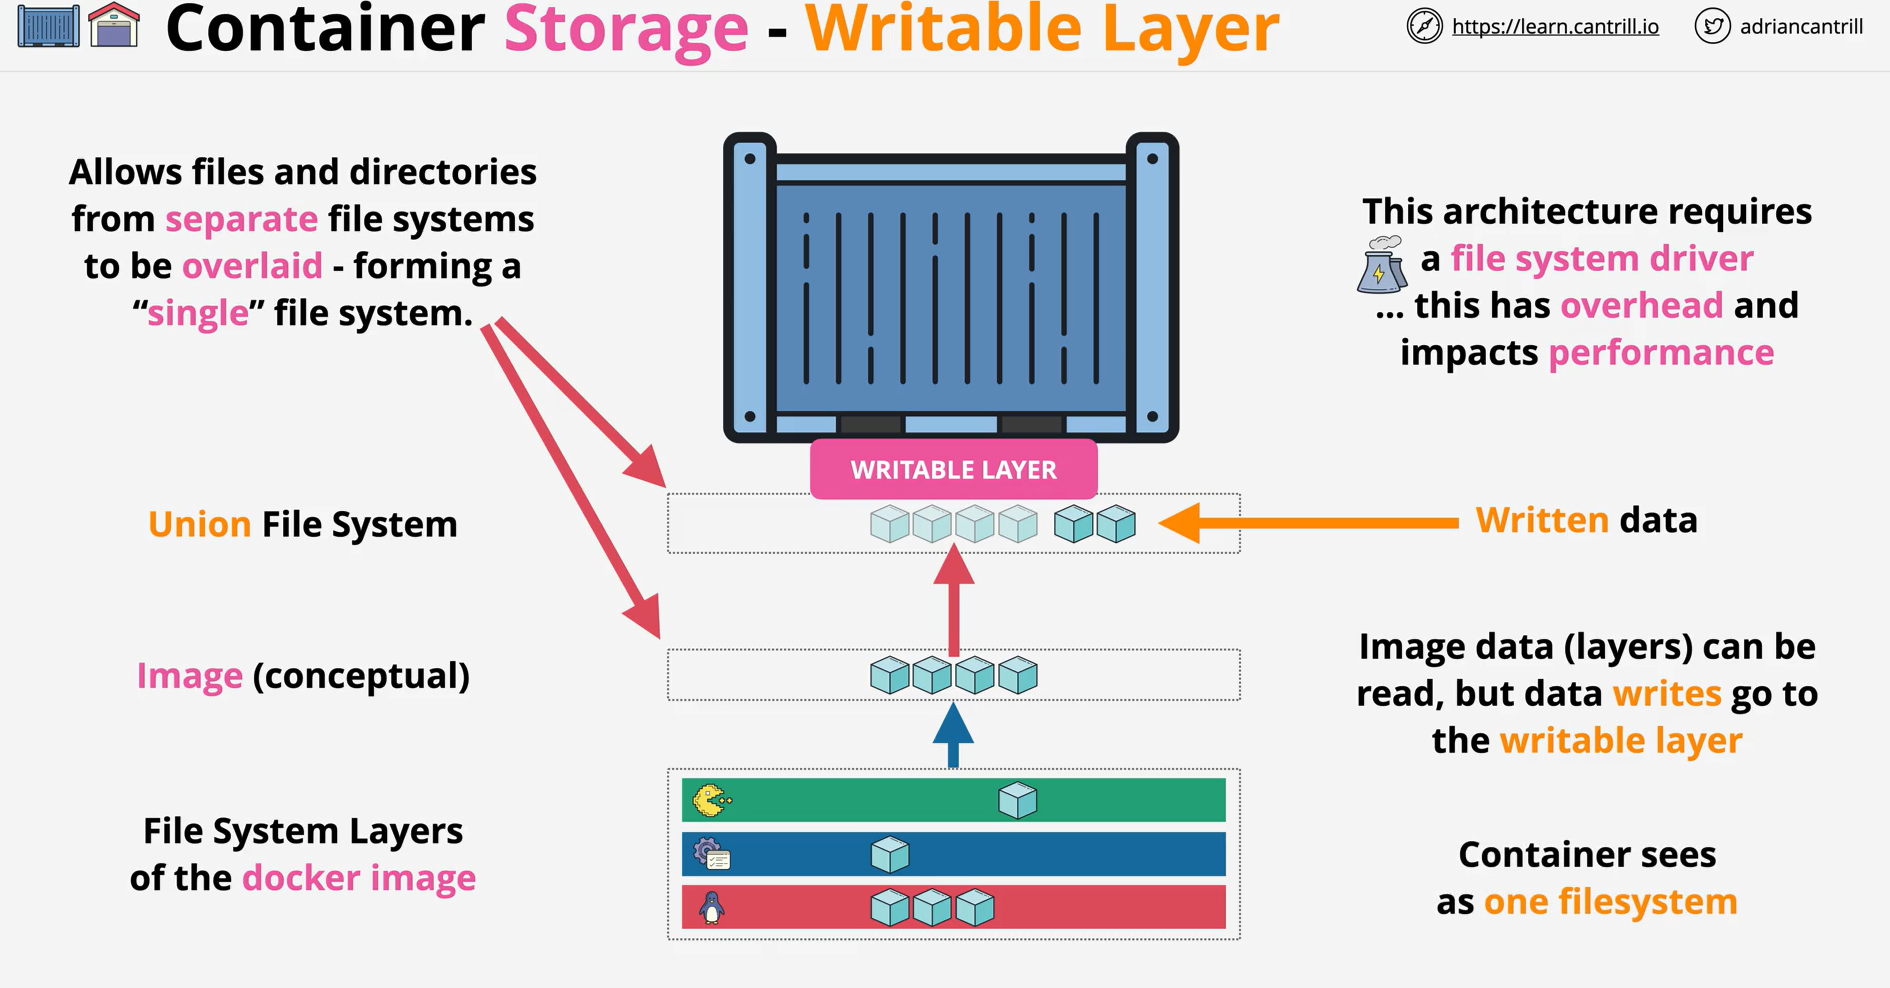 Container Storage - Writable Layer
https://learn.cantrill.io
adriancantrill
Allows files and directories
from separate file systems
to be overlaid - forming a
“single” file system.
This architecture requires
a file system driver
... this has overhead and
impacts performance
WRITABLE LAYER
Union File System
Written data
Image (conceptual)
Image data (layers) can be
read, but data writes go to
the writable layer
File System Layers
of the docker image
Container sees
as one filesystem